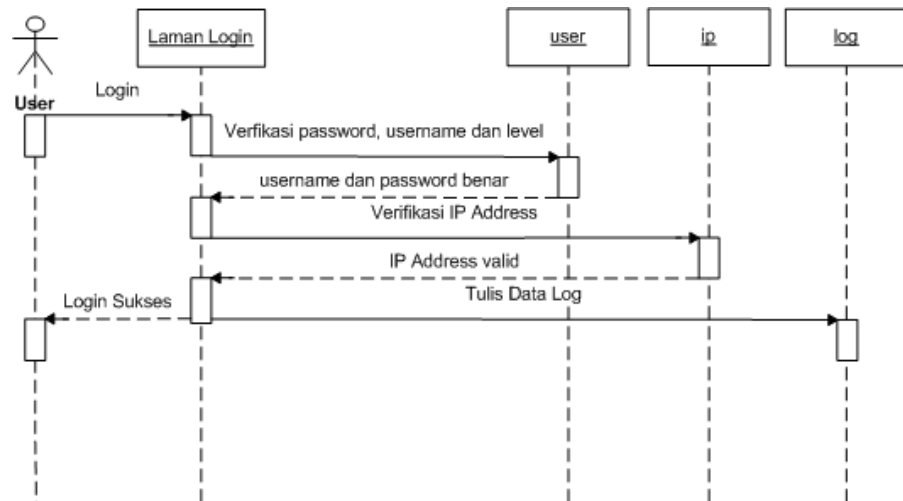 Laman Login
user
ip
log
User
Login
Verfikasi password, username dan level
username dan password benar
Verifikasi IP Address
IP Address valid
Tulis Data Log
Login Sukses